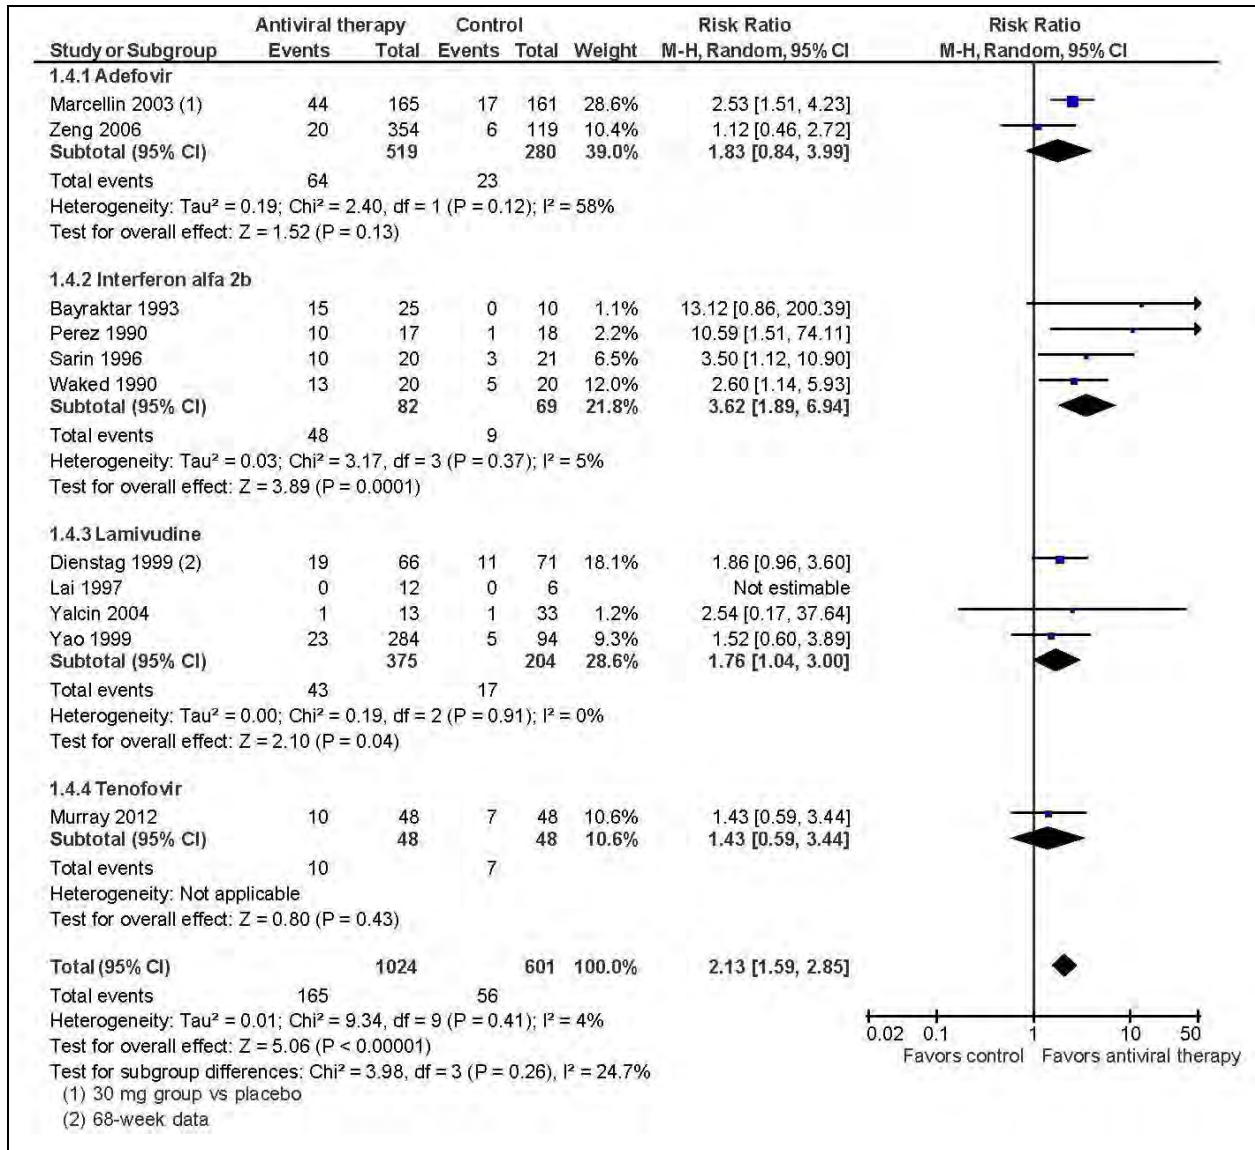 Antiviral therapy Control Risk Ratio Risk Ratio
Study or Subgroup Events Total Events Total Weight M-H, Random, 95% CI M-H, Random, 95% CI
1.4.1 Adefovir
Marcellin 2003 (1) 44 165 17 161 28.6% 2.53 [1.51, 4.23]
Zeng 2006 20 354 6 119 10.4% 1.12 [0.46, 2.72]
Subtotal (95% CI) 519 280 39.0% 1.83 [0.84, 3.99]
Total events 64 23
Heterogeneity: Tau² = 0.19; Chi² = 2.40, df = 1 (P = 0.12); I² = 58%
Test for overall effect: Z = 1.52 (P = 0.13)
1.4.2 Interferon alfa 2b
Bayraktar 1993 15 25 0 10 1.1% 13.12 [0.86, 200.39]
Perez 1990 10 17 1 18 2.2% 10.59 [1.51, 74.11]
Sarin 1996 10 20 3 21 6.5% 3.50 [1.12, 10.90]
Waked 1990 13 20 5 20 12.0% 2.60 [1.14, 5.93]
Subtotal (95% CI) 82 69 21.8% 3.62 [1.89, 6.94]
Total events 48 9
Heterogeneity: Tau² = 0.03; Chi² = 3.17, df = 3 (P = 0.37); I² = 5%
Test for overall effect: Z = 3.89 (P = 0.0001)
1.4.3 Lamivudine
Dienstag 1999 (2) 19 66 11 71 18.1% 1.86 [0.96, 3.60]
Lai 1997 0 12 0 6 Not estimable
Yalcin 2004 1 13 1 33 1.2% 2.54 [0.17, 37.64]
Yao 1999 23 284 5 94 9.3% 1.52 [0.60, 3.89]
Subtotal (95% CI) 375 204 28.6% 1.76 [1.04, 3.00]
Total events 43 17
Heterogeneity: Tau² = 0.00; Chi² = 0.19, df = 2 (P = 0.91); I² = 0%
Test for overall effect: Z = 2.10 (P = 0.04)
1.4.4 Tenofovir
Murray 2012 10 48 7 48 10.6% 1.43 [0.59, 3.44]
Subtotal (95% CI) 48 48 10.6% 1.43 [0.59, 3.44]
Total events 10 7
Heterogeneity: Not applicable
Test for overall effect: Z = 0.80 (P = 0.43)
Total (95% CI) 1024 601 100.0% 2.13 [1.59, 2.85]
Total events 165 56
Heterogeneity: Tau² = 0.01; Chi² = 9.34, df = 9 (P = 0.41); I² = 4%
Test for overall effect: Z = 5.06 (P < 0.00001)
Test for subgroup differences: Chi² = 3.98, df = 3 (P = 0.26), I² = 24.7%
0.02 0.1 1 10 50
Favors control Favors antiviral therapy
(1) 30 mg group vs placebo
(2) 68-week data